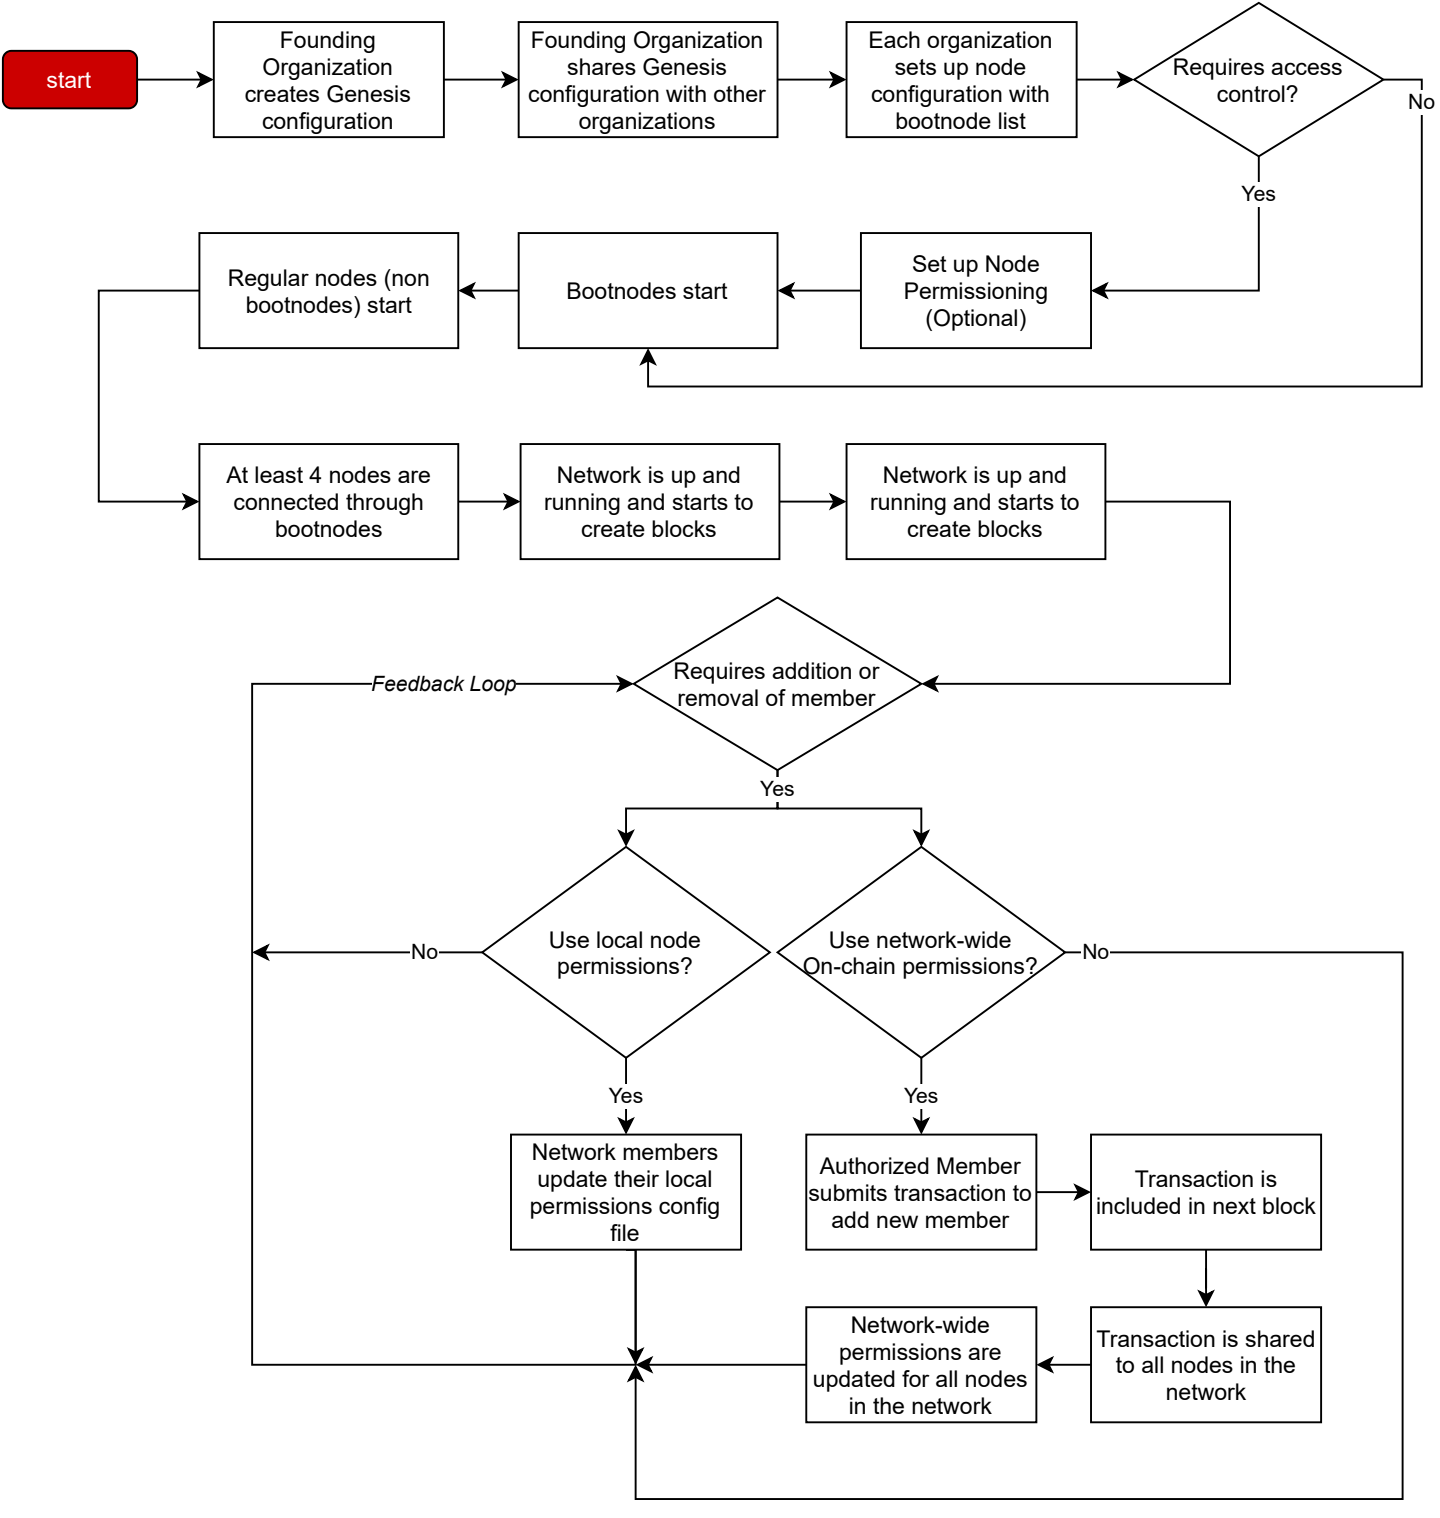 start
Founding
Organization
creates Genesis
configuration
Founding Organization
shares Genesis
configuration with other
organizations
Each organization
sets up node
configuration with
bootnode list
Requires access
control?
No
Yes
Set up Node
Permissioning
(Optional)
Bootnodes start
Regular nodes (non
bootnodes) start
At least 4 nodes are
connected through
bootnodes
Network is up and
running and starts to
create blocks
Network is up and
running and starts to
create blocks
Requires addition or
removal of member
Feedback Loop
Yes
Use local node
permissions?
No
Use network-wide
On-chain permissions?
No
Yes
Yes
Network members
update their local
permissions config
file
Authorized Member
submits transaction to
add new member
Transaction is
included in next block
Transaction is shared
to all nodes in the
network
Network-wide
permissions are
updated for all nodes
in the network